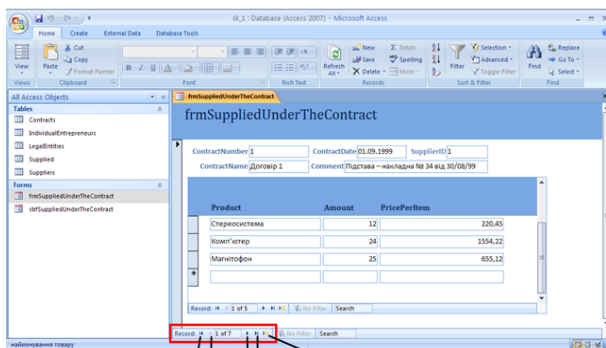 sk_1 : Database (Access 2007) - Microsoft Access
Home Create External Data Database Tools
View Paste Cut Copy Format Painter
Refresh All New Save Delete Totals Spelling More
Filter Selection Advanced Toggle Filter
Find Replace Go To Select
Views Clipboard Font Rich Text Records Sort & Filter Find
All Access Objects
Tables
Contracts
IndividualEntrepreneurs
LegalEntities
Supplied
Suppliers
Forms
frmSuppliedUnderTheContract
sbfSuppliedUnderTheContract
frmSuppliedUnderTheContract
frmSuppliedUnderTheContract
ContractNumber 1 ContractDate 01.09.1999 SupplierID 1
ContractName Договір 1 Comment Підстава – накладна № 34 від 30/08/99
Product Amount PricePerItem
Стереосистема 12 220,45
Комп'ютер 24 1554,22
Магнітофон 25 655,12
Record: 1 of 5 No Filter Search
Record: 1 of 7 No Filter Search
найменування товару